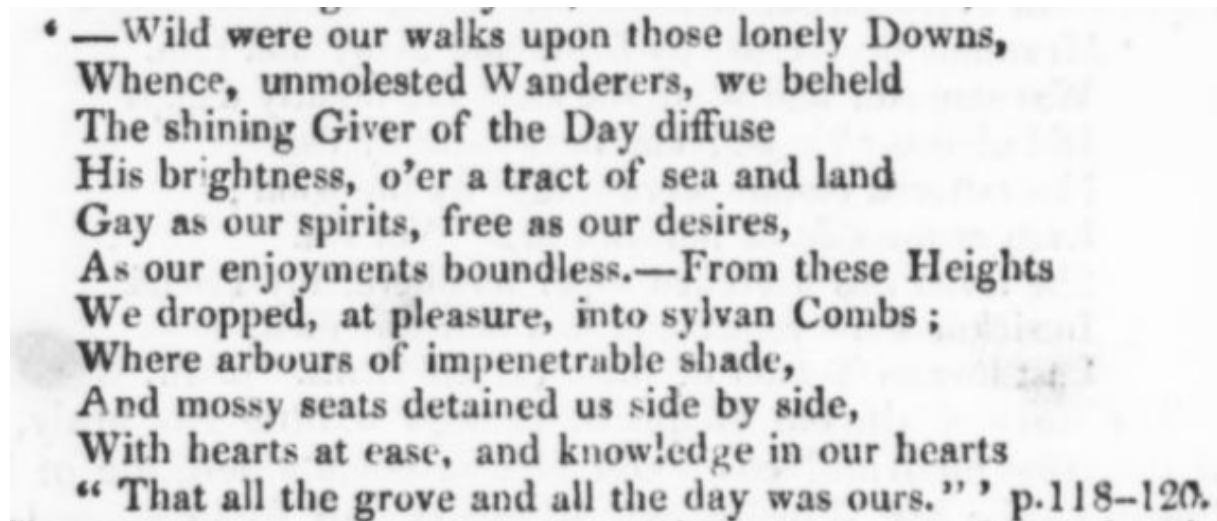 ‘ —Wild were our walks upon those lonely Downs,
Whence, unmolested Wanderers, we beheld
The shining Giver of the Day diffuse
His brightness, o'er a tract of sea and land
Gay as our spirits, free as our desires,
As our enjoyments boundless.—From these Heights
We dropped, at pleasure, into sylvan Combs ;
Where arbours of impenetrable shade,
And mossy seats detained us side by side,
With hearts at ease, and knowledge in our hearts
“ That all the grove and all the day was ours.” ’ p.118–120.